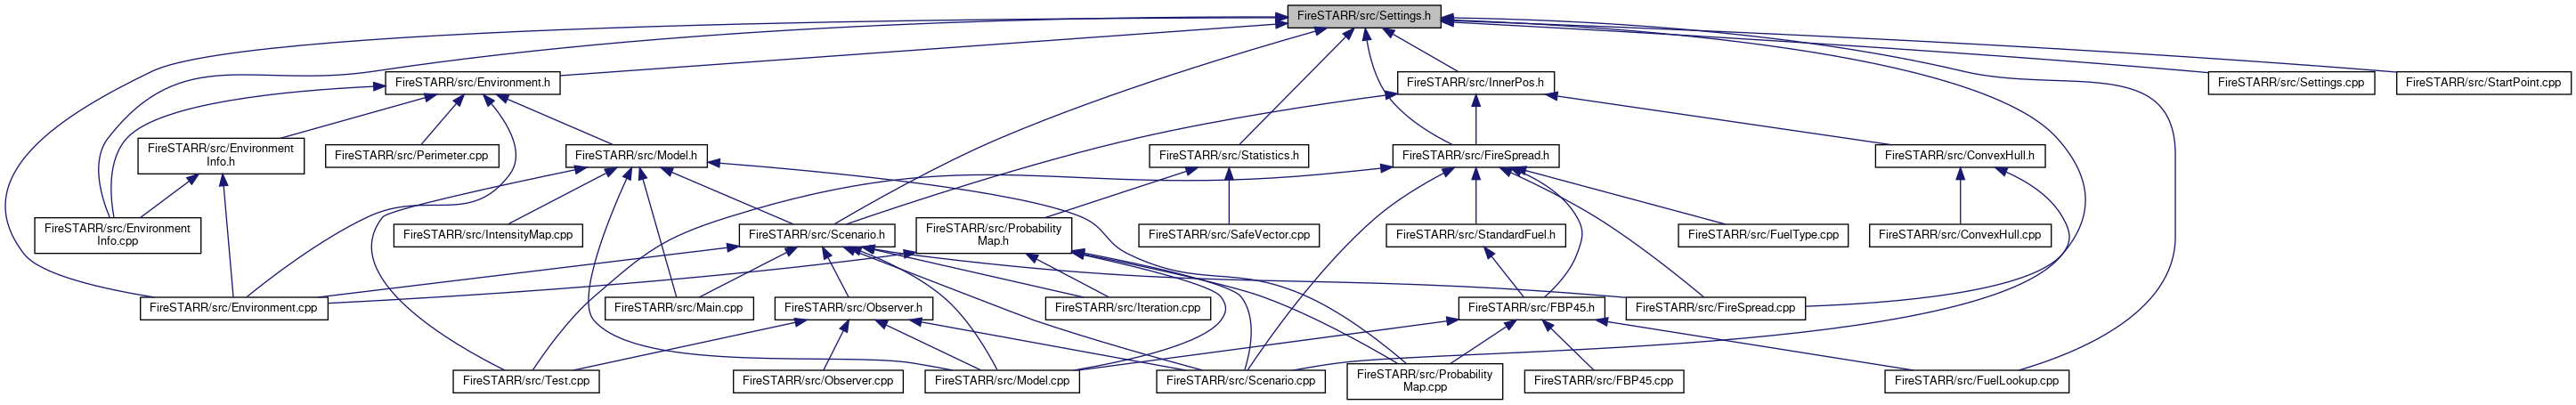 FireSTARR/src/Settings.h
FireSTARR/src/Environment.h
FireSTARR/src/InnerPos.h
FireSTARR/src/Settings.cpp
FireSTARR/src/StartPoint.cpp
FireSTARR/src/Environment
Info.h
FireSTARR/src/Perimeter.cpp
FireSTARR/src/Model.h
FireSTARR/src/Statistics.h
FireSTARR/src/FireSpread.h
FireSTARR/src/ConvexHull.h
FireSTARR/src/Environment
Info.cpp
FireSTARR/src/IntensityMap.cpp
FireSTARR/src/Scenario.h
FireSTARR/src/Probability
Map.h
FireSTARR/src/SafeVector.cpp
FireSTARR/src/StandardFuel.h
FireSTARR/src/FuelType.cpp
FireSTARR/src/ConvexHull.cpp
FireSTARR/src/Environment.cpp
FireSTARR/src/Main.cpp
FireSTARR/src/Observer.h
FireSTARR/src/Iteration.cpp
FireSTARR/src/FBP45.h
FireSTARR/src/FireSpread.cpp
FireSTARR/src/Test.cpp
FireSTARR/src/Observer.cpp
FireSTARR/src/Model.cpp
FireSTARR/src/Scenario.cpp
FireSTARR/src/Probability
Map.cpp
FireSTARR/src/FBP45.cpp
FireSTARR/src/FuelLookup.cpp